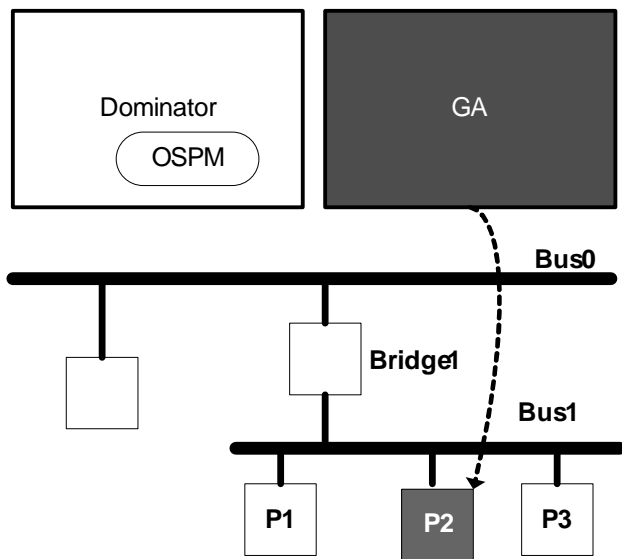 Dominator
OSPM
GA
Bus0
Bridge1
Bus1
P1
P2
P3